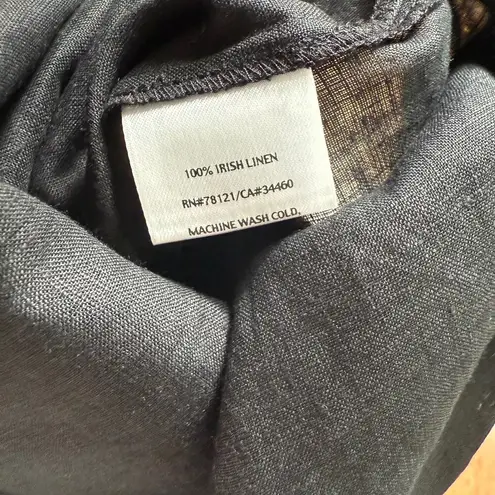 100% IRISH LINEN
RN#78121/CA#34460
MACHINE WASH COLD,